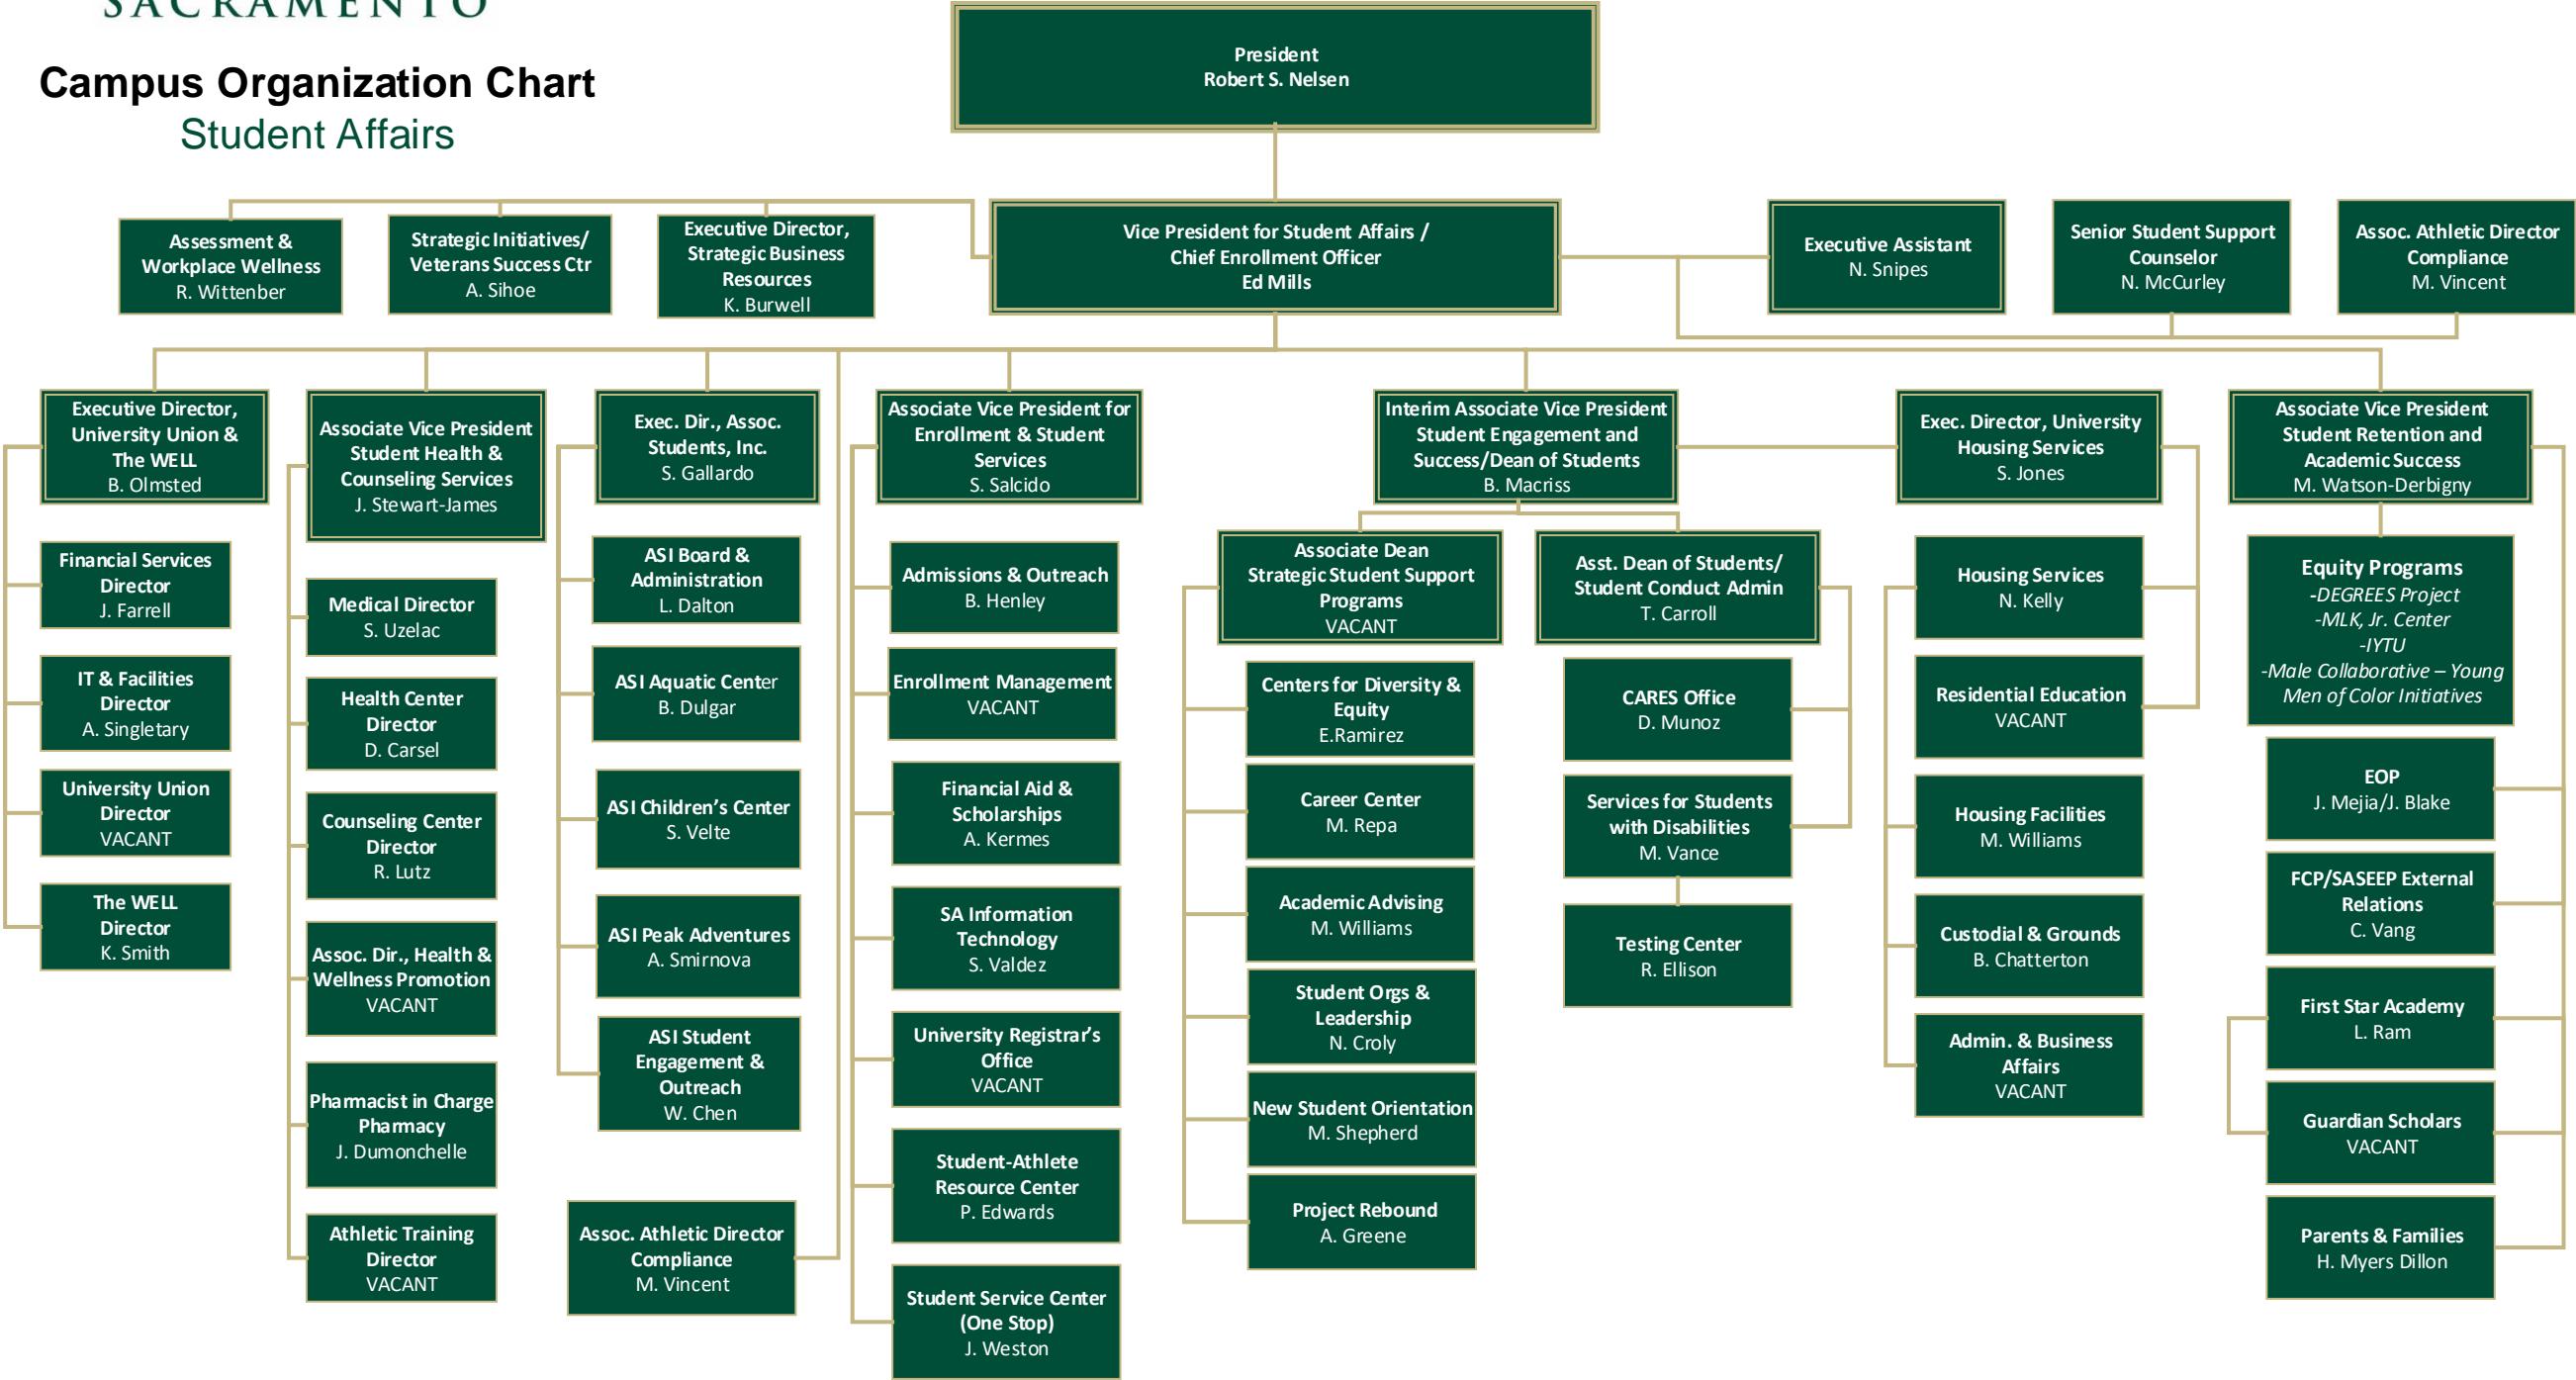 SACRAMENTO
Campus Organization Chart
Student Affairs
President
Robert S. Nelsen
Assessment &
Workplace Wellness
R. Wittenber
Strategic Initiatives/
Veterans Success Ctr
A. Sihoe
Executive Director,
Strategic Business
Resources
K. Burwell
Vice President for Student Affairs /
Chief Enrollment Officer
Ed Mills
Executive Assistant
N. Snipes
Senior Student Support
Counselor
N. McCurley
Assoc. Athletic Director
Compliance
M. Vincent
Executive Director,
University Union &
The WELL
B. Olmsted
Financial Services
Director
J. Farrell
IT & Facilities
Director
A. Singletary
University Union
Director
VACANT
The WELL
Director
K. Smith
Associate Vice President
Student Health &
Counseling Services
J. Stewart-James
Medical Director
S. Uzelac
Health Center
Director
D. Carsel
Counseling Center
Director
R. Lutz
Assoc. Dir., Health &
Wellness Promotion
VACANT
Pharmacist in Charge
Pharmacy
J. Dumonchelle
Athletic Training
Director
VACANT
Exec. Dir., Assoc.
Students, Inc.
S. Gallardo
ASI Board &
Administration
L. Dalton
ASI Aquatic Center
B. Dulgar
ASI Children’s Center
S. Velte
ASI Peak Adventures
A. Smirnova
ASI Student
Engagement &
Outreach
W. Chen
Assoc. Athletic Director
Compliance
M. Vincent
Associate Vice President for
Enrollment & Student
Services
S. Salcido
Admissions & Outreach
B. Henley
Enrollment Management
VACANT
Financial Aid &
Scholarships
A. Kermes
SA Information
Technology
S. Valdez
University Registrar’s
Office
VACANT
Student-Athlete
Resource Center
P. Edwards
Student Service Center
(One Stop)
J. Weston
Interim Associate Vice President
Student Engagement and
Success/Dean of Students
B. Macriss
Associate Dean
Strategic Student Support
Programs
VACANT
Centers for Diversity &
Equity
E.Ramirez
Career Center
M. Repa
Academic Advising
M. Williams
Student Orgs &
Leadership
N. Croly
New Student Orientation
M. Shepherd
Project Rebound
A. Greene
Asst. Dean of Students/
Student Conduct Admin
T. Carroll
CARES Office
D. Munoz
Services for Students
with Disabilities
M. Vance
Testing Center
R. Ellison
Exec. Director, University
Housing Services
S. Jones
Housing Services
N. Kelly
Residential Education
VACANT
Housing Facilities
M. Williams
Custodial & Grounds
B. Chatterton
Admin. & Business
Affairs
VACANT
Associate Vice President
Student Retention and
Academic Success
M. Watson-Derbigny
Equity Programs
-DEGREES Project
-MLK, Jr. Center
-IYTU
-Male Collaborative – Young
Men of Color Initiatives
EOP
J. Mejia/J. Blake
FCP/SASEEP External
Relations
C. Vang
First Star Academy
L. Ram
Guardian Scholars
VACANT
Parents & Families
H. Myers Dillon